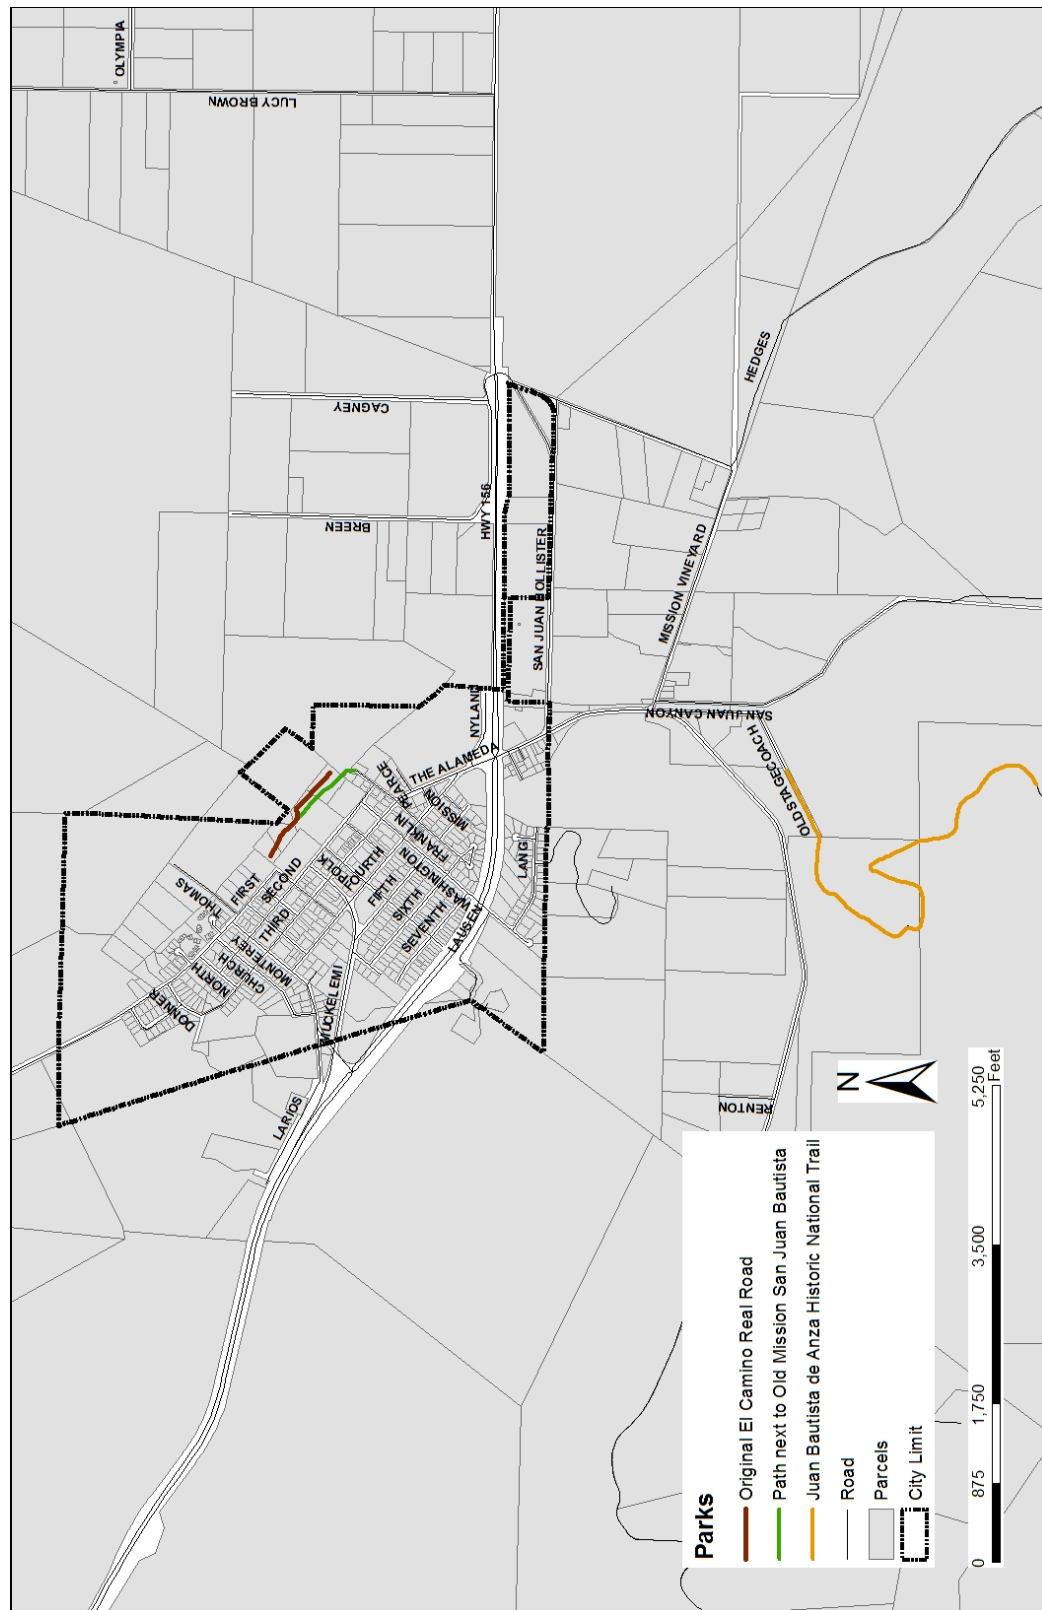 OLYMPIA
LUCY BROWN
DONNER
THOMAS
NORTH
FIRST
CHURCH
SECOND
MONTEREY
THIRD
LARIOS
MUCKELEMI
POLK
FOURTH
FIFTH
SIXTH
SEVENTH
PEARCE
FRANKLIN
WASHINGTON
MISSION
THE ALAMEDA
NYLAND
BREEN
CAGNEY
LAUSEN
HWY 156
LANG
SAN JUAN HOLLISTER
MISSION VINEYARD
HEDGES
SAN JUAN CANYON
OLD STAGECOACH
RENTON
N
Parks
Original El Camino Real Road
Path next to Old Mission San Juan Bautista
Juan Bautista de Anza Historic National Trail
Road
Parcels
City Limit
0 875 1,750 3,500 5,250
Feet